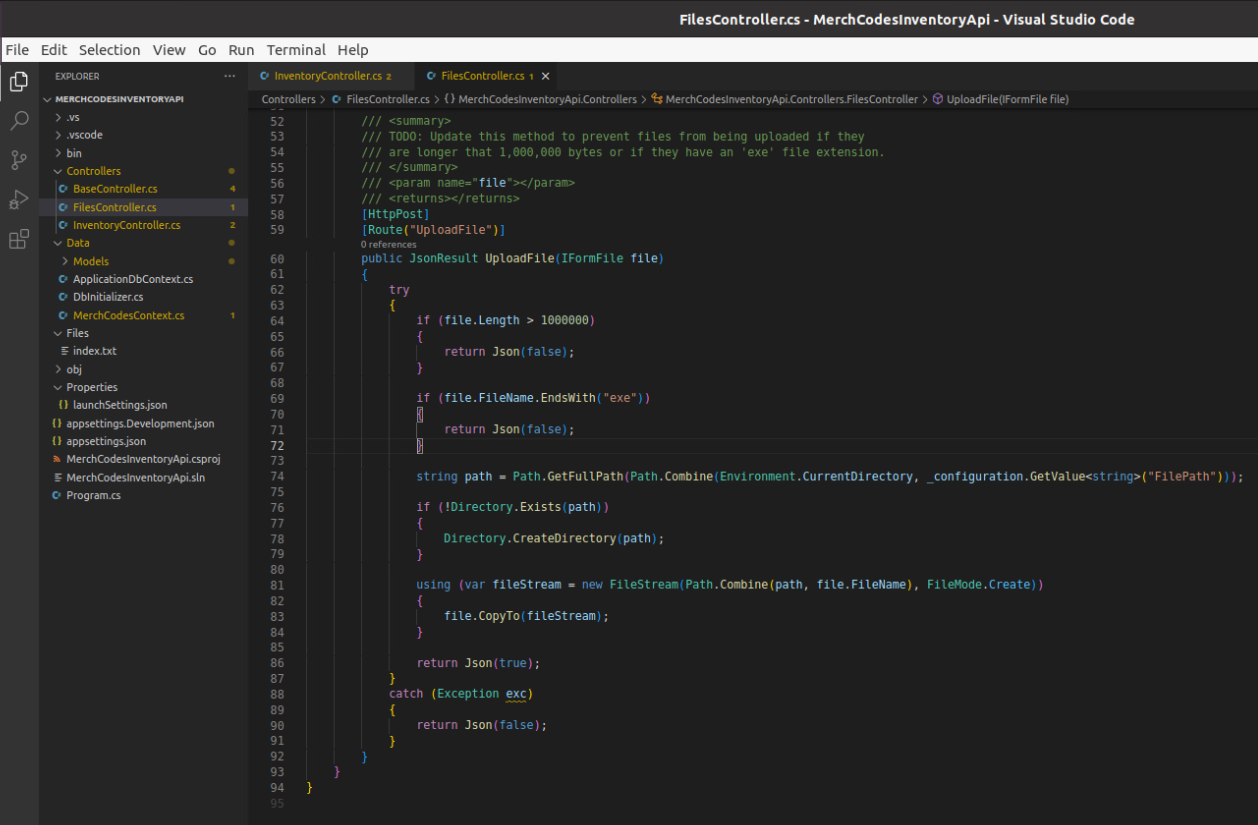 FilesController.cs - MerchCodesInventoryApi - Visual Studio Code
File Edit Selection View Go Run Terminal Help
EXPLORER ...
MERCHCODESINVENTORYAPI
.vs
.vscode
bin
Controllers
BaseController.cs 4
FilesController.cs 1
InventoryController.cs 2
Data
Models
ApplicationDbContext.cs
DbInitializer.cs
MerchCodesContext.cs 1
Files
index.txt
obj
Properties
{} launchSettings.json
{} appsettings.Development.json
{} appsettings.json
MerchCodesInventoryApi.csproj
MerchCodesInventoryApi.sln
Program.cs
InventoryController.cs 2 FilesController.cs 1 ×
Controllers > FilesController.cs > {} MerchCodesInventoryApi.Controllers > MerchCodesInventoryApi.Controllers.FilesController > UploadFile(IFormFile file)
52 /// <summary>
53 /// TODO: Update this method to prevent files from being uploaded if they
54 /// are longer that 1,000,000 bytes or if they have an 'exe' file extension.
55 /// </summary>
56 /// <param name="file"></param>
57 /// <returns></returns>
58 [HttpPost]
59 [Route("UploadFile")]
0 references
60 public JsonResult UploadFile(IFormFile file)
61 {
62 try
63 {
64 if (file.Length > 1000000)
65 {
66 return Json(false);
67 }
68
69 if (file.FileName.EndsWith("exe"))
70 {
71 return Json(false);
72 }
73
74 string path = Path.GetFullPath(Path.Combine(Environment.CurrentDirectory, _configuration.GetValue<string>("FilePath")));
75
76 if (!Directory.Exists(path))
77 {
78 Directory.CreateDirectory(path);
79 }
80
81 using (var fileStream = new FileStream(Path.Combine(path, file.FileName), FileMode.Create))
82 {
83 file.CopyTo(fileStream);
84 }
85
86 return Json(true);
87 }
88 catch (Exception exc)
89 {
90 return Json(false);
91 }
92 }
93 }
94 }
95